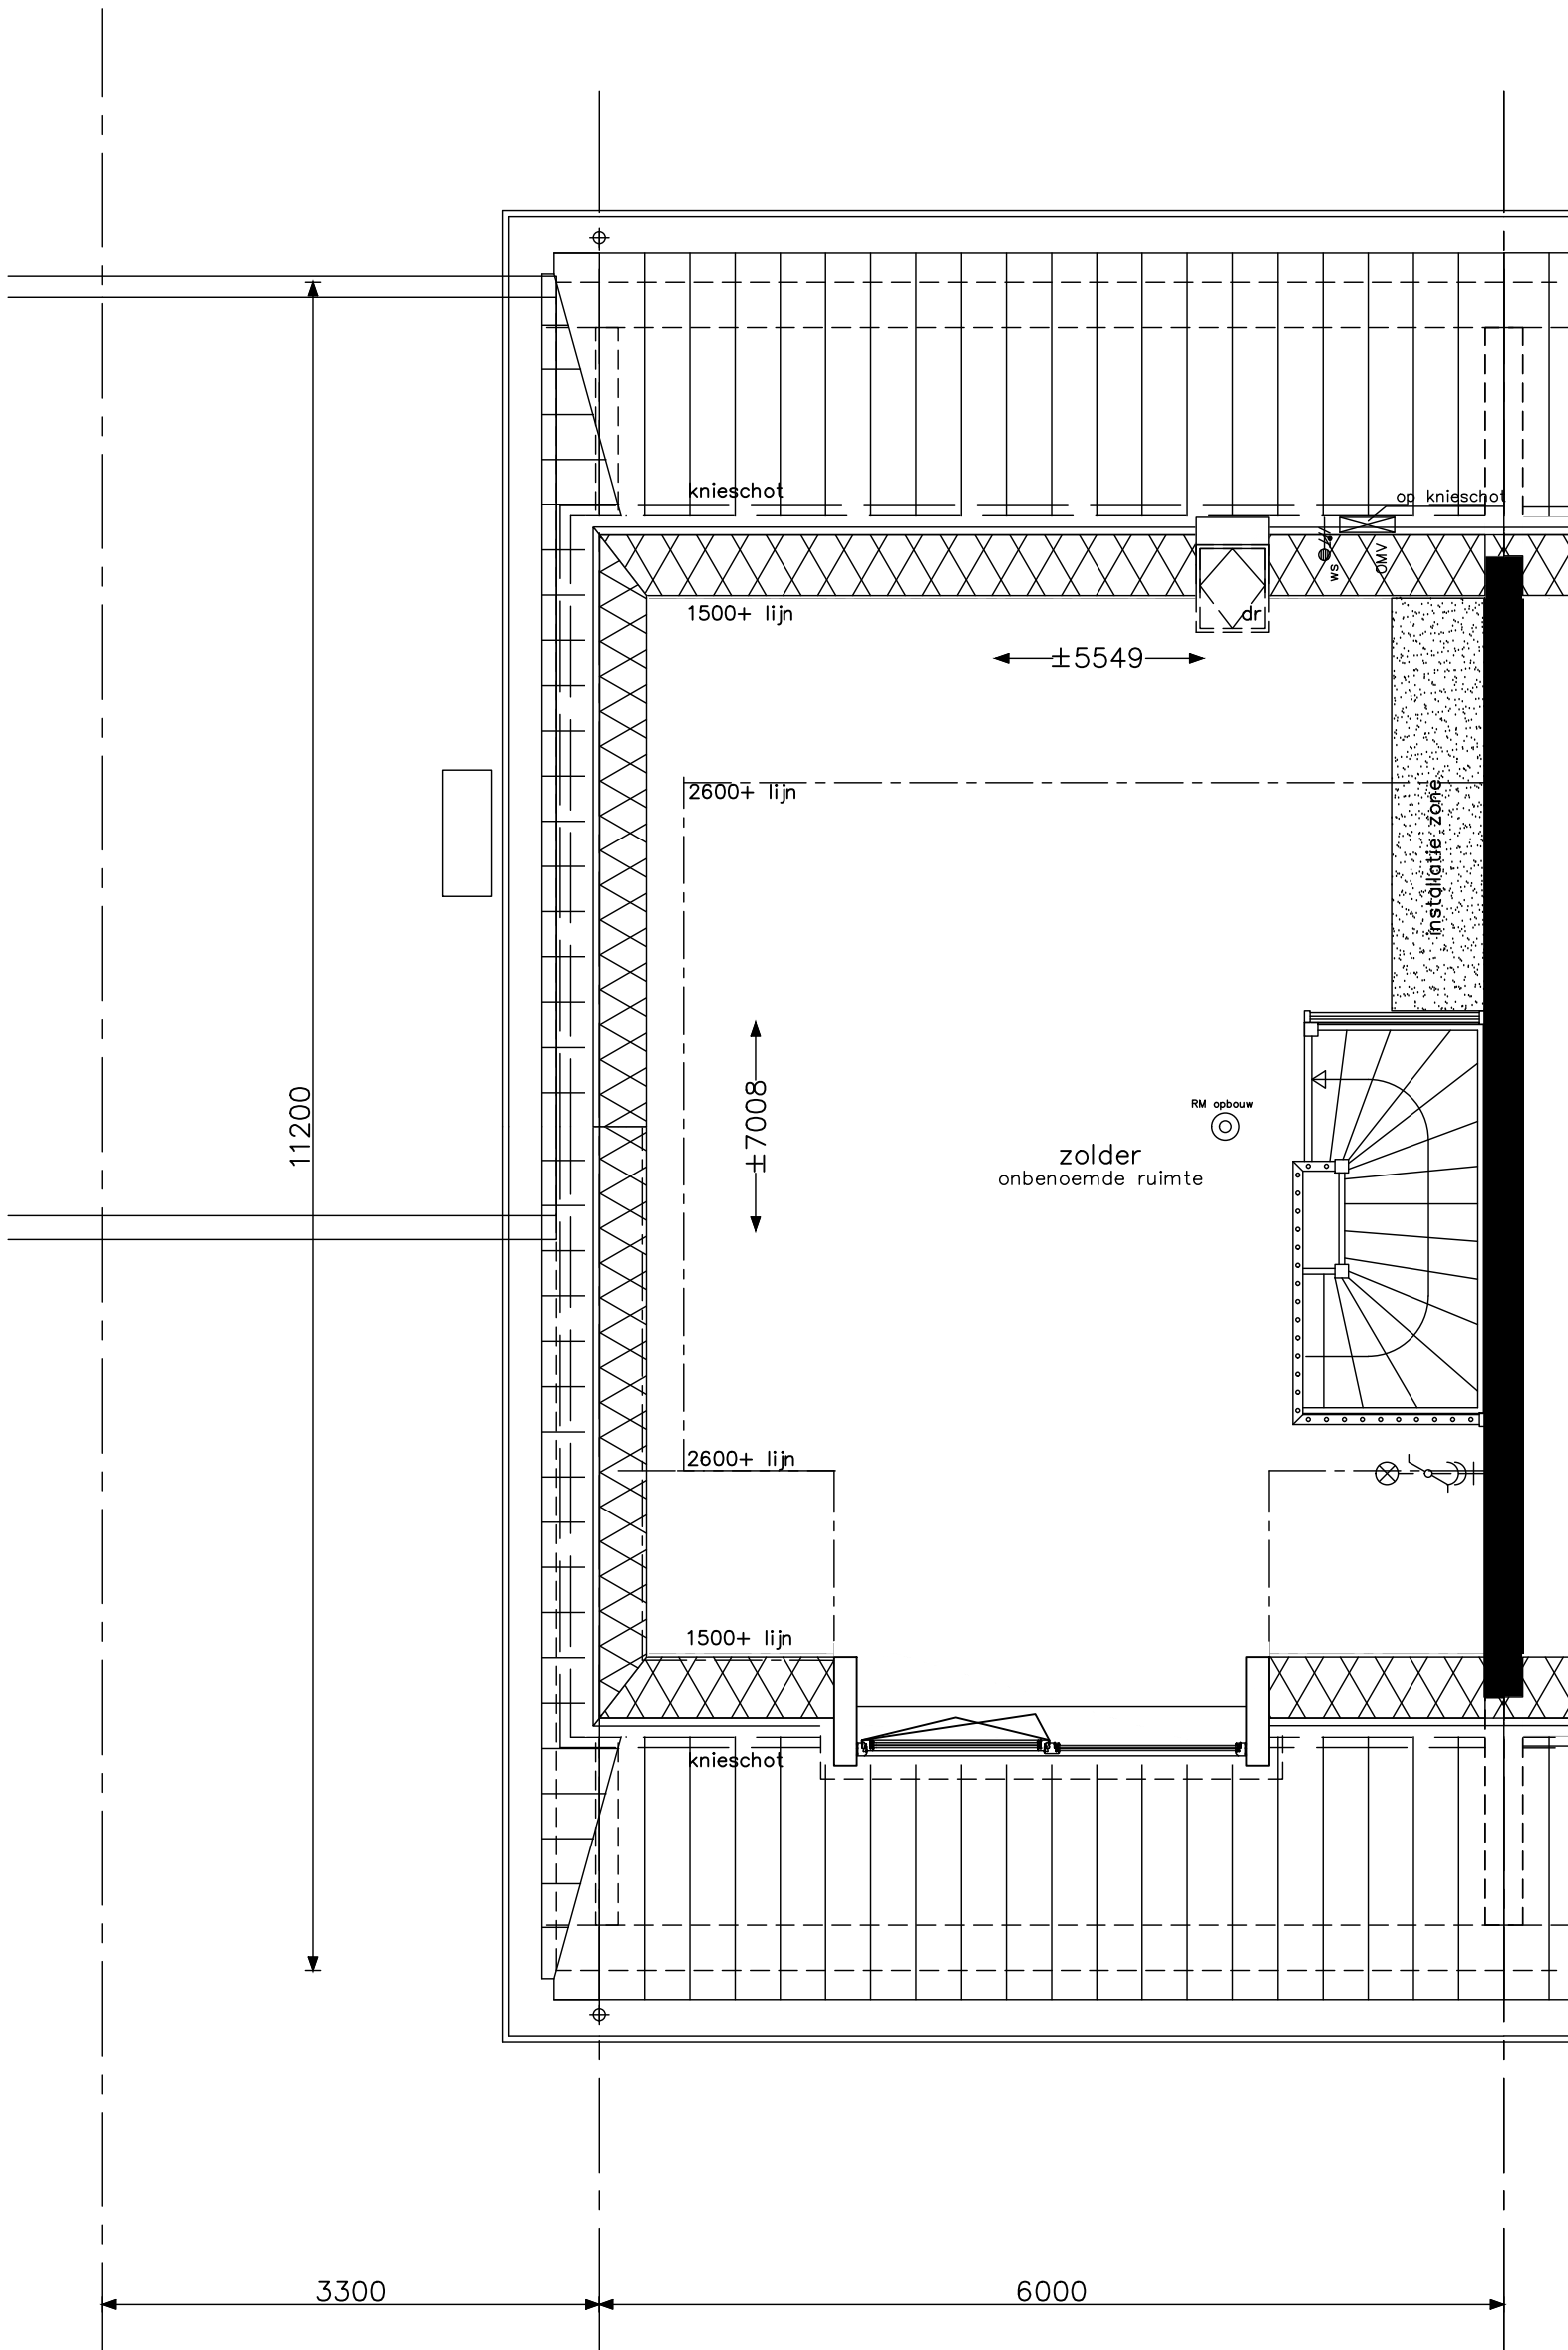 knieschot
op knieschot
ws
OMV
1500+ lijn
dr
±5549
2600+ lijn
installatie zone
11200
±7008
RM opbouw
zolder
onbenoemde ruimte
2600+ lijn
1500+ lijn
knieschot
3300
6000